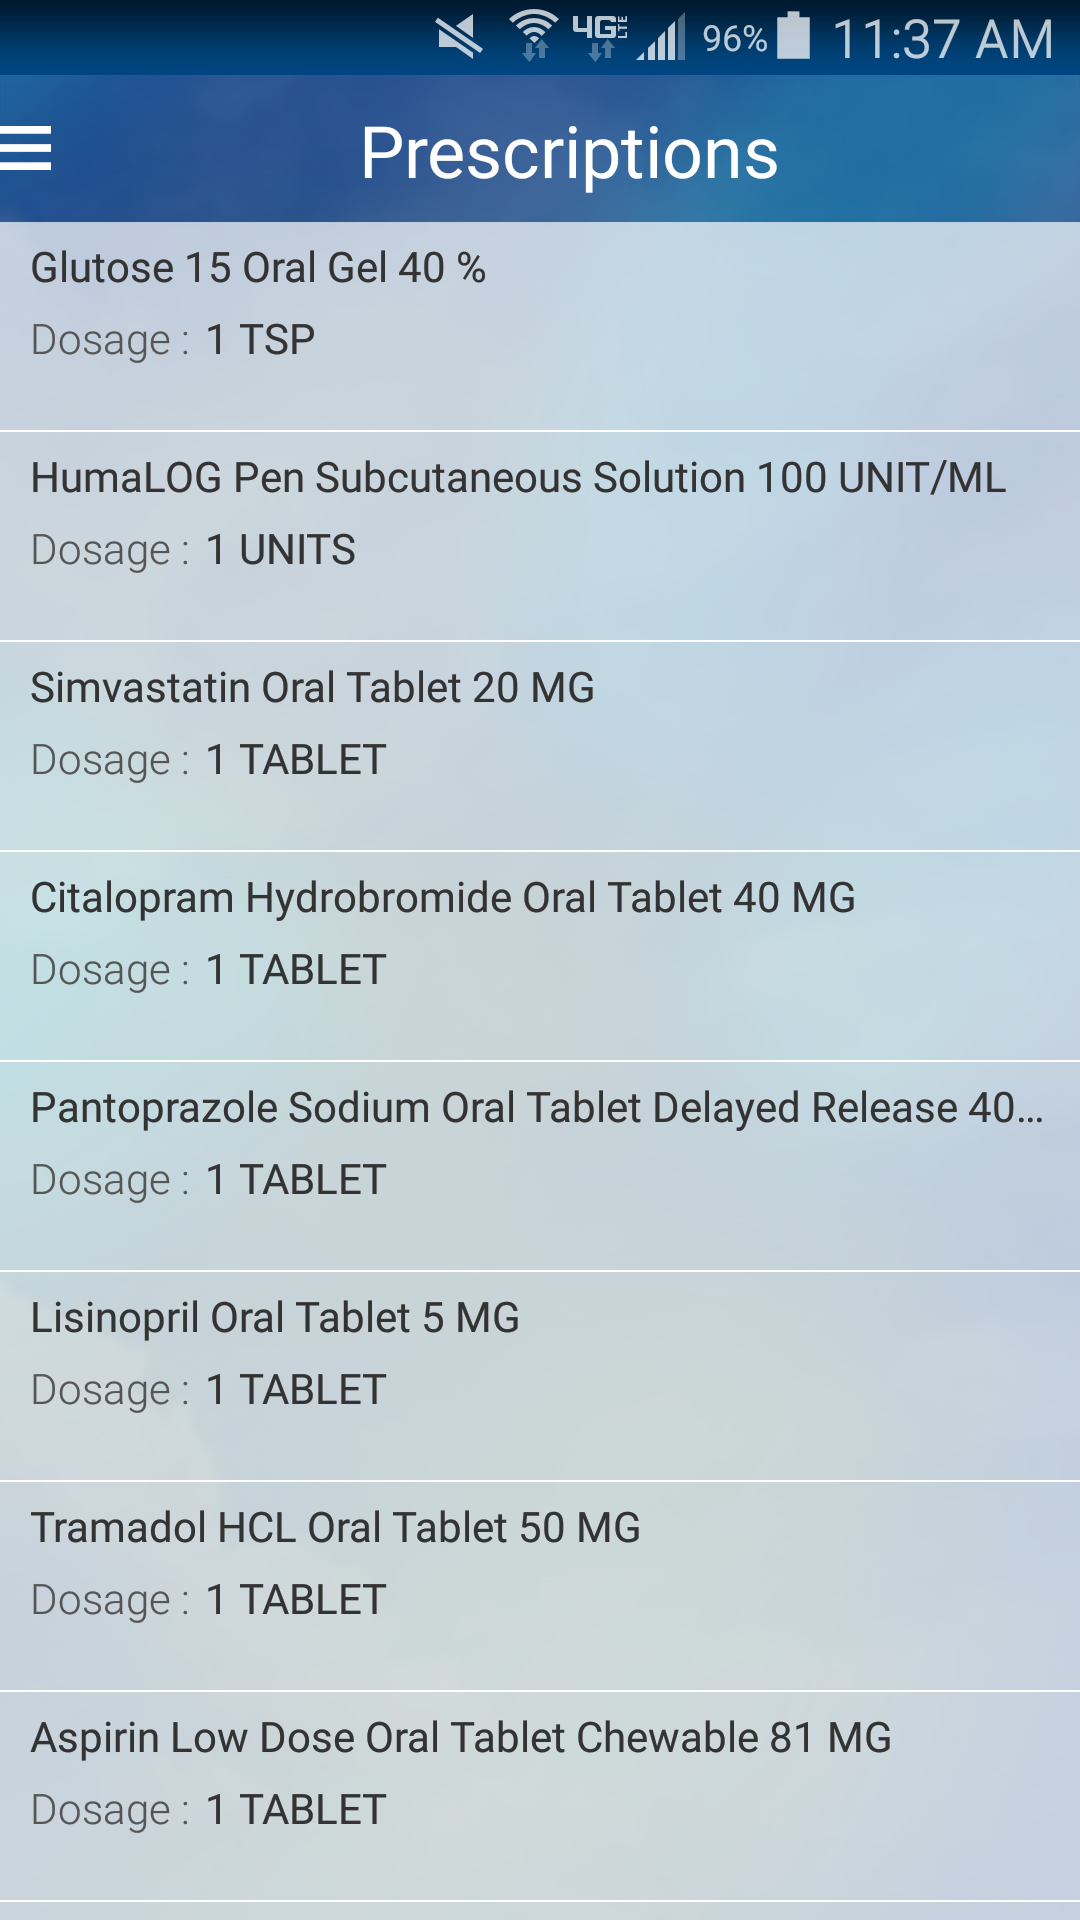 4G LTE 96% 11:37 AM
Prescriptions
Glutose 15 Oral Gel 40 %
Dosage : 1 TSP
HumaLOG Pen Subcutaneous Solution 100 UNIT/ML
Dosage : 1 UNITS
Simvastatin Oral Tablet 20 MG
Dosage : 1 TABLET
Citalopram Hydrobromide Oral Tablet 40 MG
Dosage : 1 TABLET
Pantoprazole Sodium Oral Tablet Delayed Release 40...
Dosage : 1 TABLET
Lisinopril Oral Tablet 5 MG
Dosage : 1 TABLET
Tramadol HCL Oral Tablet 50 MG
Dosage : 1 TABLET
Aspirin Low Dose Oral Tablet Chewable 81 MG
Dosage : 1 TABLET